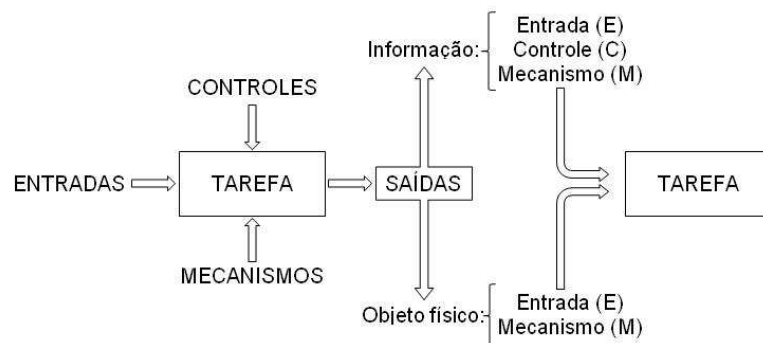 Entrada (E)
Informação:
Controle (C)
Mecanismo (M)
CONTROLES
ENTRADAS
TAREFA
SAÍDAS
TAREFA
MECANISMOS
Entrada (E)
Objeto físico:
Mecanismo (M)